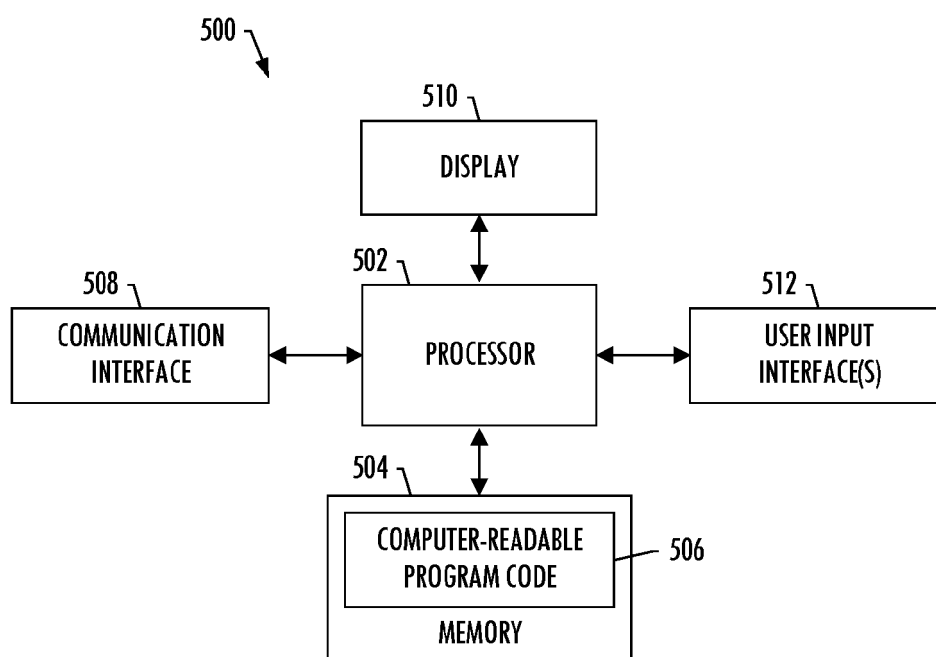 500
510
DISPLAY
502
508
512
COMMUNICATION
INTERFACE
PROCESSOR
USER INPUT
INTERFACE(S)
504
COMPUTER-READABLE
PROGRAM CODE
506
MEMORY